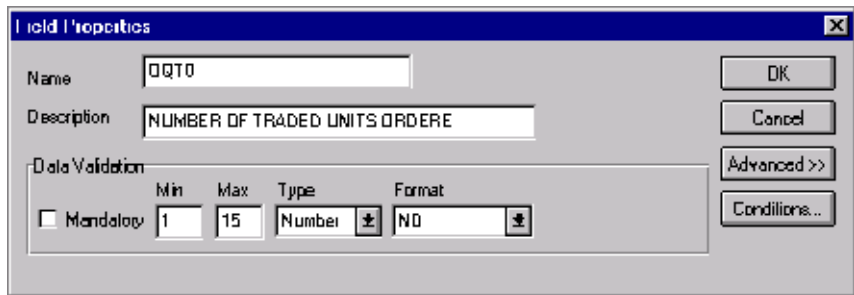 Field Properties
Name OQTO OK
Description NUMBER OF TRADED UNITS ORDERE Cancel
Data Validation Advanced >>
Min Max Type Format
Mandatory 1 15 Number N0 Conditions...